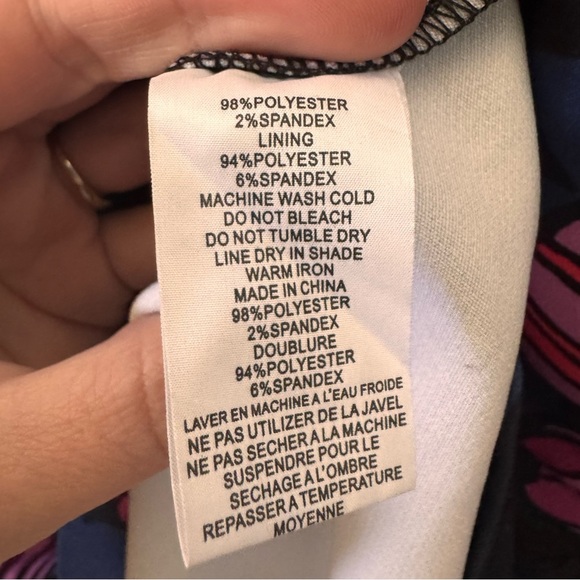 98%POLYESTER
2%SPANDEX
LINING
94%POLYESTER
6%SPANDEX
MACHINE WASH COLD
DO NOT BLEACH
DO NOT TUMBLE DRY
LINE DRY IN SHADE
WARM IRON
MADE IN CHINA
98%POLYESTER
2%SPANDEX
DOUBLURE
94%POLYESTER
6%SPANDEX
LAVER EN MACHINE A L'EAU FROIDE
NE PAS UTILIZER DE LA JAVEL
NE PAS SECHER A LA MACHINE
SUSPENDRE POUR LE
SECHAGE A L'OMBRE
REPASSER A TEMPERATURE
MOYENNE